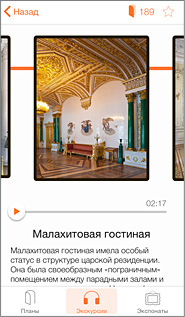 Назад 189
02:17
Малахитовая гостиная
Малахитовая гостиная имела особый
статус в структуре царской резиденции.
Она была своеобразным «пограничным»
помещением между парадными залами и
Планы Экскурсии Экспонаты